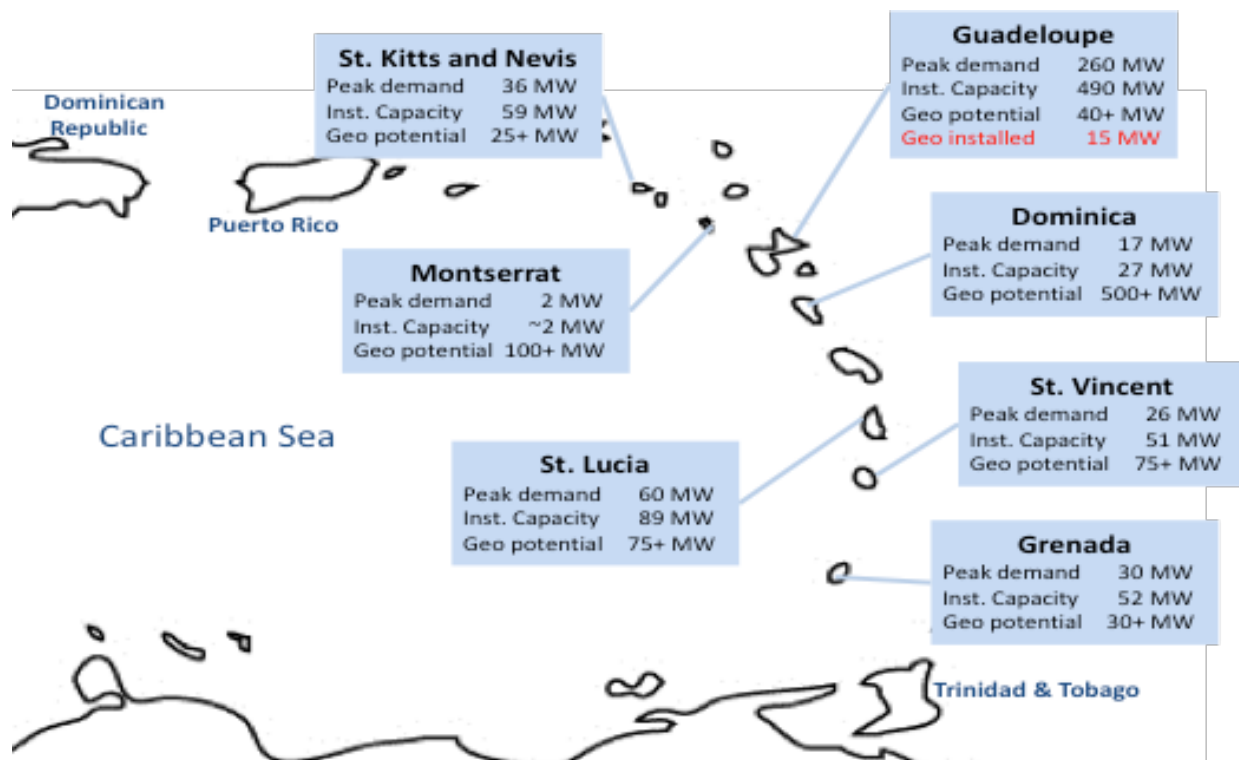 St. Kitts and Nevis
Peak demand 36 MW
Inst. Capacity 59 MW
Geo potential 25+ MW
Guadeloupe
Peak demand 260 MW
Inst. Capacity 490 MW
Geo potential 40+ MW
Geo installed 15 MW
Dominican
Republic
Puerto Rico
Dominica
Peak demand 17 MW
Inst. Capacity 27 MW
Geo potential 500+ MW
Montserrat
Peak demand 2 MW
Inst. Capacity ~2 MW
Geo potential 100+ MW
St. Vincent
Peak demand 26 MW
Inst. Capacity 51 MW
Geo potential 75+ MW
Caribbean Sea
St. Lucia
Peak demand 60 MW
Inst. Capacity 89 MW
Geo potential 75+ MW
Grenada
Peak demand 30 MW
Inst. Capacity 52 MW
Geo potential 30+ MW
Trinidad & Tobago